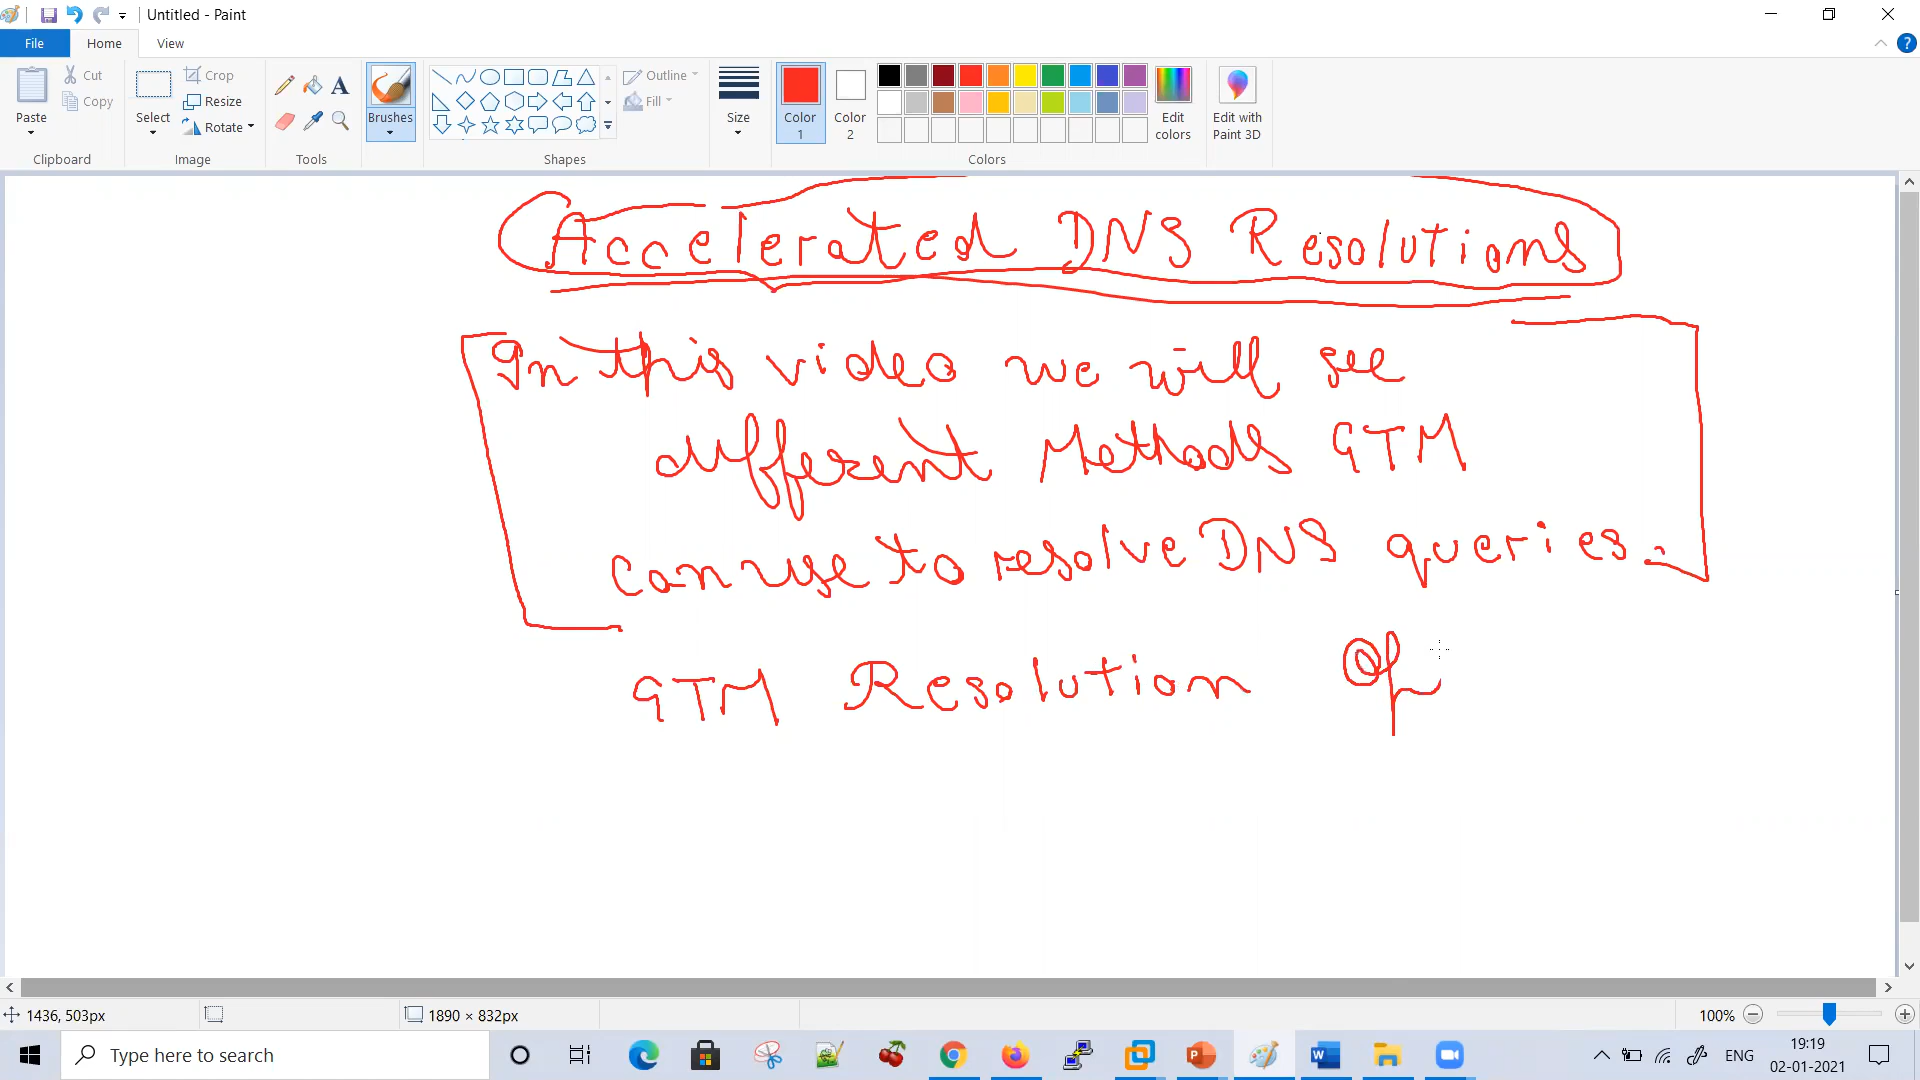 Untitled - Paint
File Home View
Paste
Cut
Copy
Clipboard
Select
Crop
Resize
Rotate
Image
Tools
Brushes
Shapes
Outline
Fill
Size
Color 1
Color 2
Edit colors
Edit with Paint 3D
Colors
Accelerated DNS Resolutions
In this video we will see
different Methods GTM
can use to resolve DNS queries.
GTM Resolution Of
1436, 503px
1890 × 832px
100%
Type here to search
ENG
19:19
02-01-2021